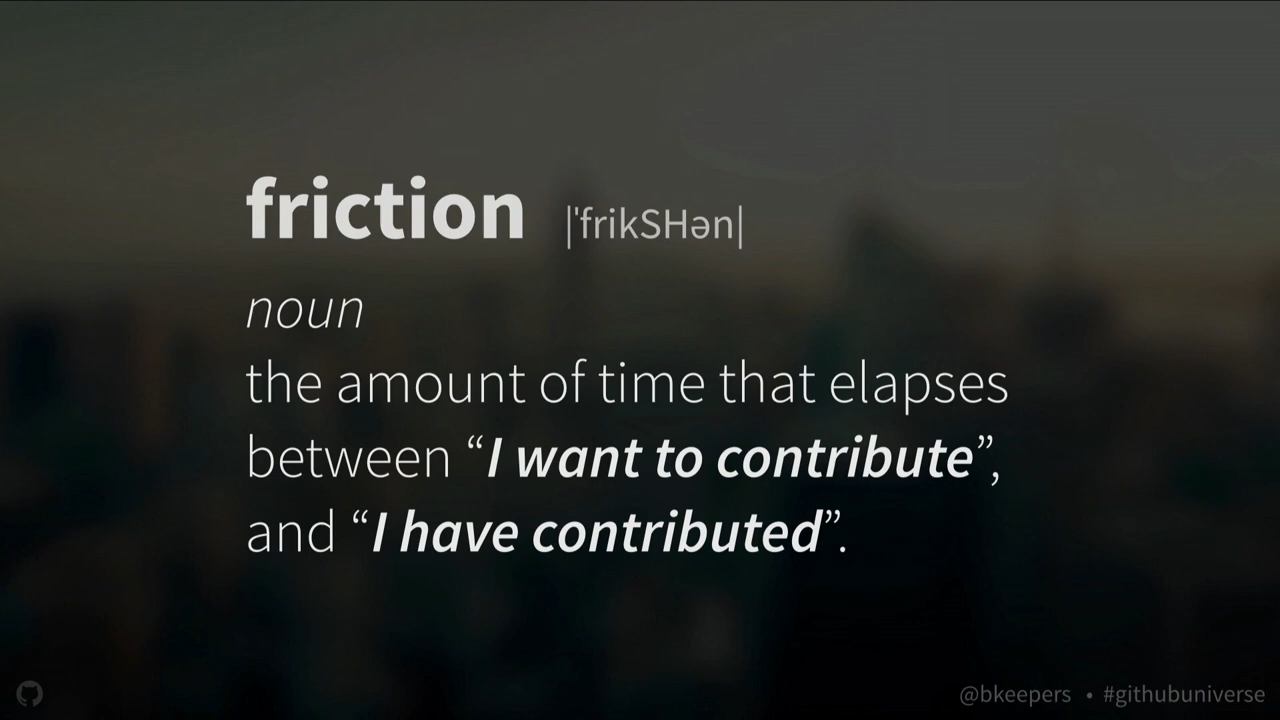 friction |ˈfrikSHən|
noun
the amount of time that elapses
between “I want to contribute”,
and “I have contributed”.
@bkeepers • #githubuniverse